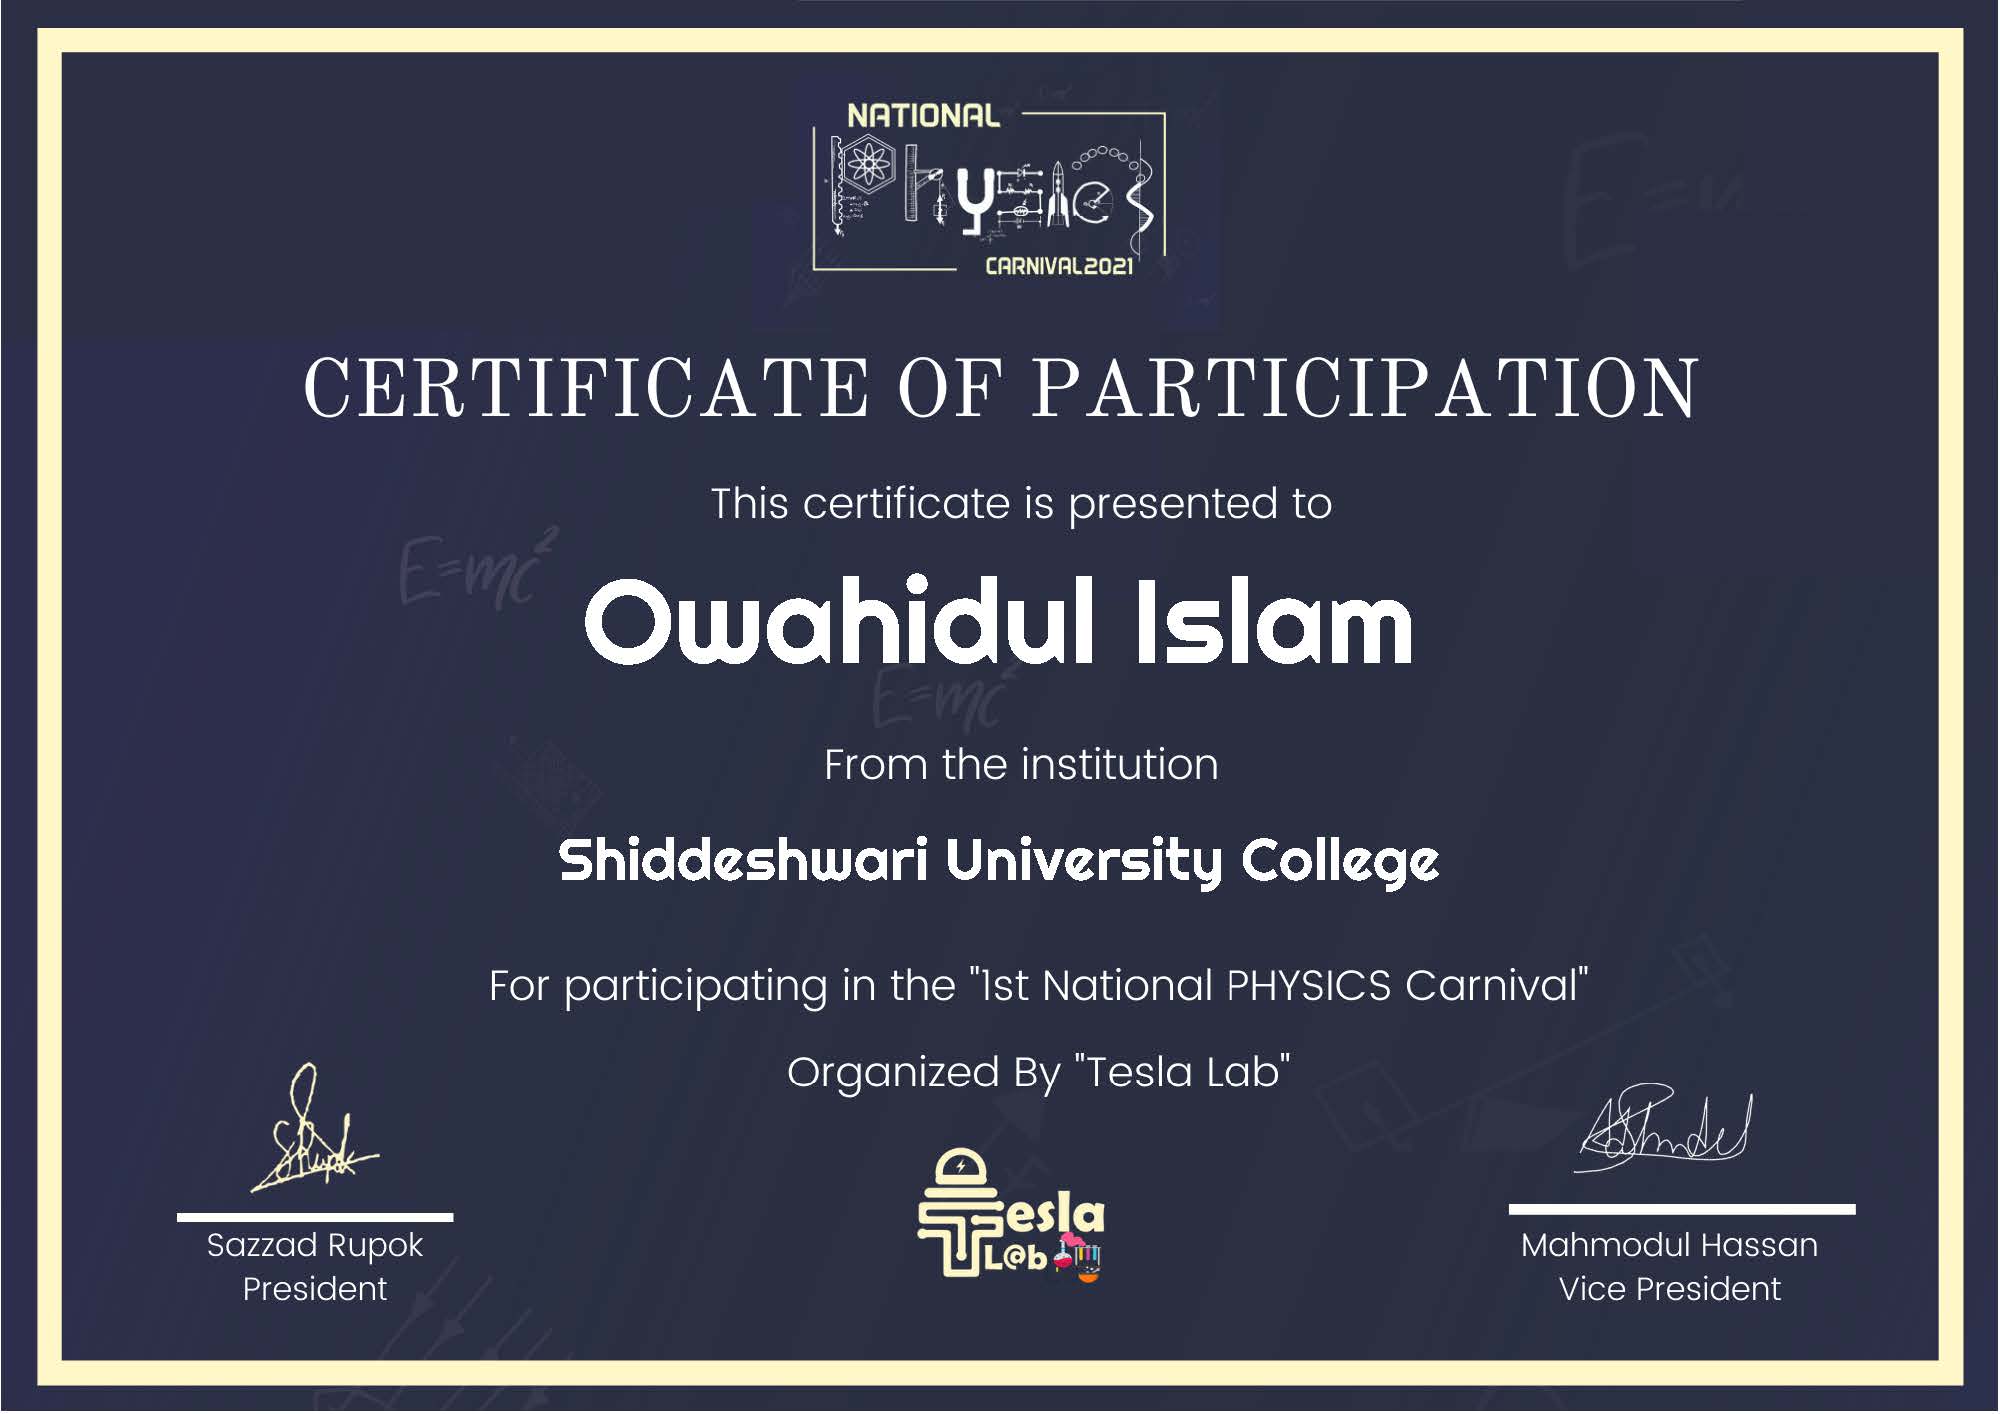 NATIONAL
Physics
CARNIVAL2021
CERTIFICATE OF PARTICIPATION
This certificate is presented to
E=mc²
Owahidul Islam
E=mc²
From the institution
Shiddeshwari University College
For participating in the "1st National PHYSICS Carnival"
Organized By "Tesla Lab"
Tesla
L@b
Sazzad Rupok
President
Mahmodul Hassan
Vice President